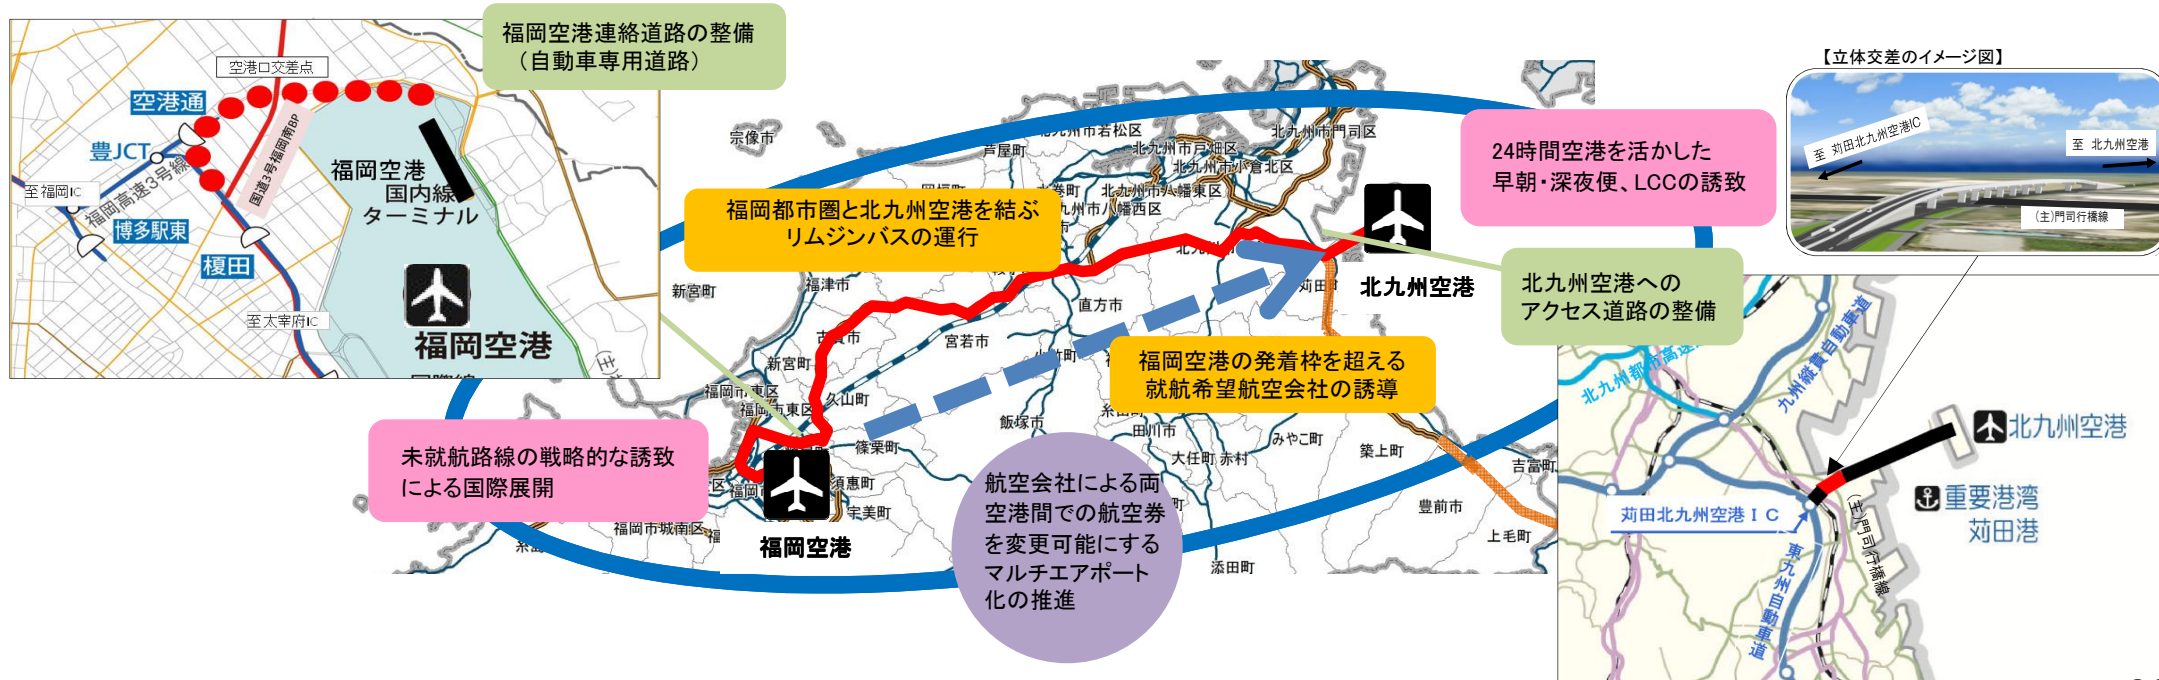 福岡空港連絡道路の整備
（自動車専用道路）
空港口交差点
空港通
豊JCT
福岡高速3号線
国道3号福岡南BP
至福岡IC
博多駅東
榎田
至太宰府IC
福岡空港
国内線
ターミナル
福岡空港
福岡都市圏と北九州空港を結ぶ
リムジンバスの運行
24時間空港を活かした
早朝・深夜便、LCCの誘致
北九州空港への
アクセス道路の整備
福岡空港の発着枠を超える
就航希望航空会社の誘導
未就航路線の戦略的な誘致
による国際展開
航空会社による両
空港間での航空券
を変更可能にする
マルチエアポート
化の推進
北九州空港
福岡空港
宗像市
芦屋町
北九州市若松区
北九州市門司区
北九州市戸畑区
北九州市小倉北区
北九州市八幡東区
新宮町
福津市
直方市
宮若市
新宮町
福岡市東区
久山町
篠栗町
飯塚市
田川市
大任町
赤村
みやこ町
築上町
吉富町
豊前市
上毛町
添田町
須恵町
宇美町
福岡市城南区
【立体交差のイメージ図】
至 苅田北九州空港IC
至 北九州空港
(主)門司行橋線
九州縦貫自動車道
北九州空港
重要港湾
苅田港
苅田北九州空港ＩＣ
(主)門司行橋線
東九州自動車道